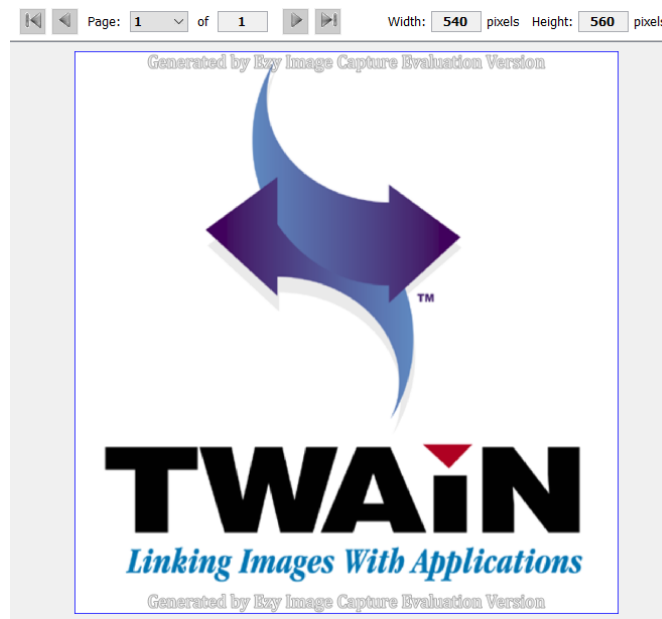 Page: 1 of 1 Width: 540 pixels Height: 560 pixels
Generated by Ezy Image Capture Evaluation Version
TM
TWAiN
Linking Images With Applications
Generated by Ezy Image Capture Evaluation Version